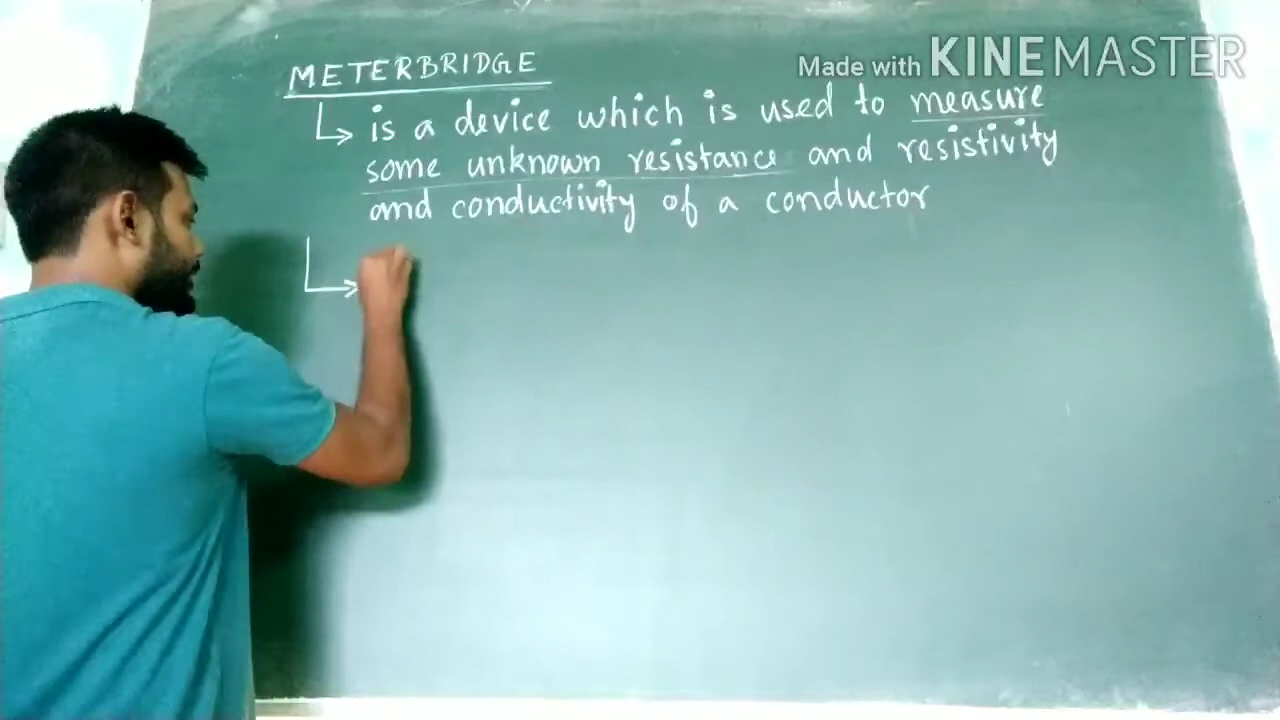 METERBRIDGE
Made with KINEMASTER
is a device which is used to measure
some unknown resistance and resistivity
and conductivity of a conductor